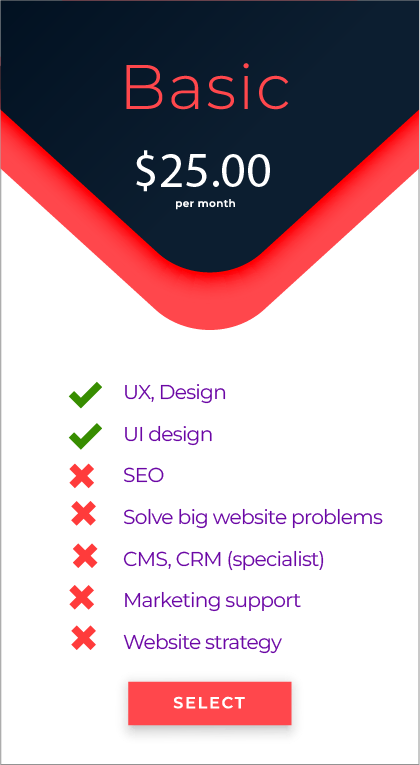 Basic
$25.00
per month
UX, Design
UI design
SEO
Solve big website problems
CMS, CRM (specialist)
Marketing support
Website strategy
SELECT